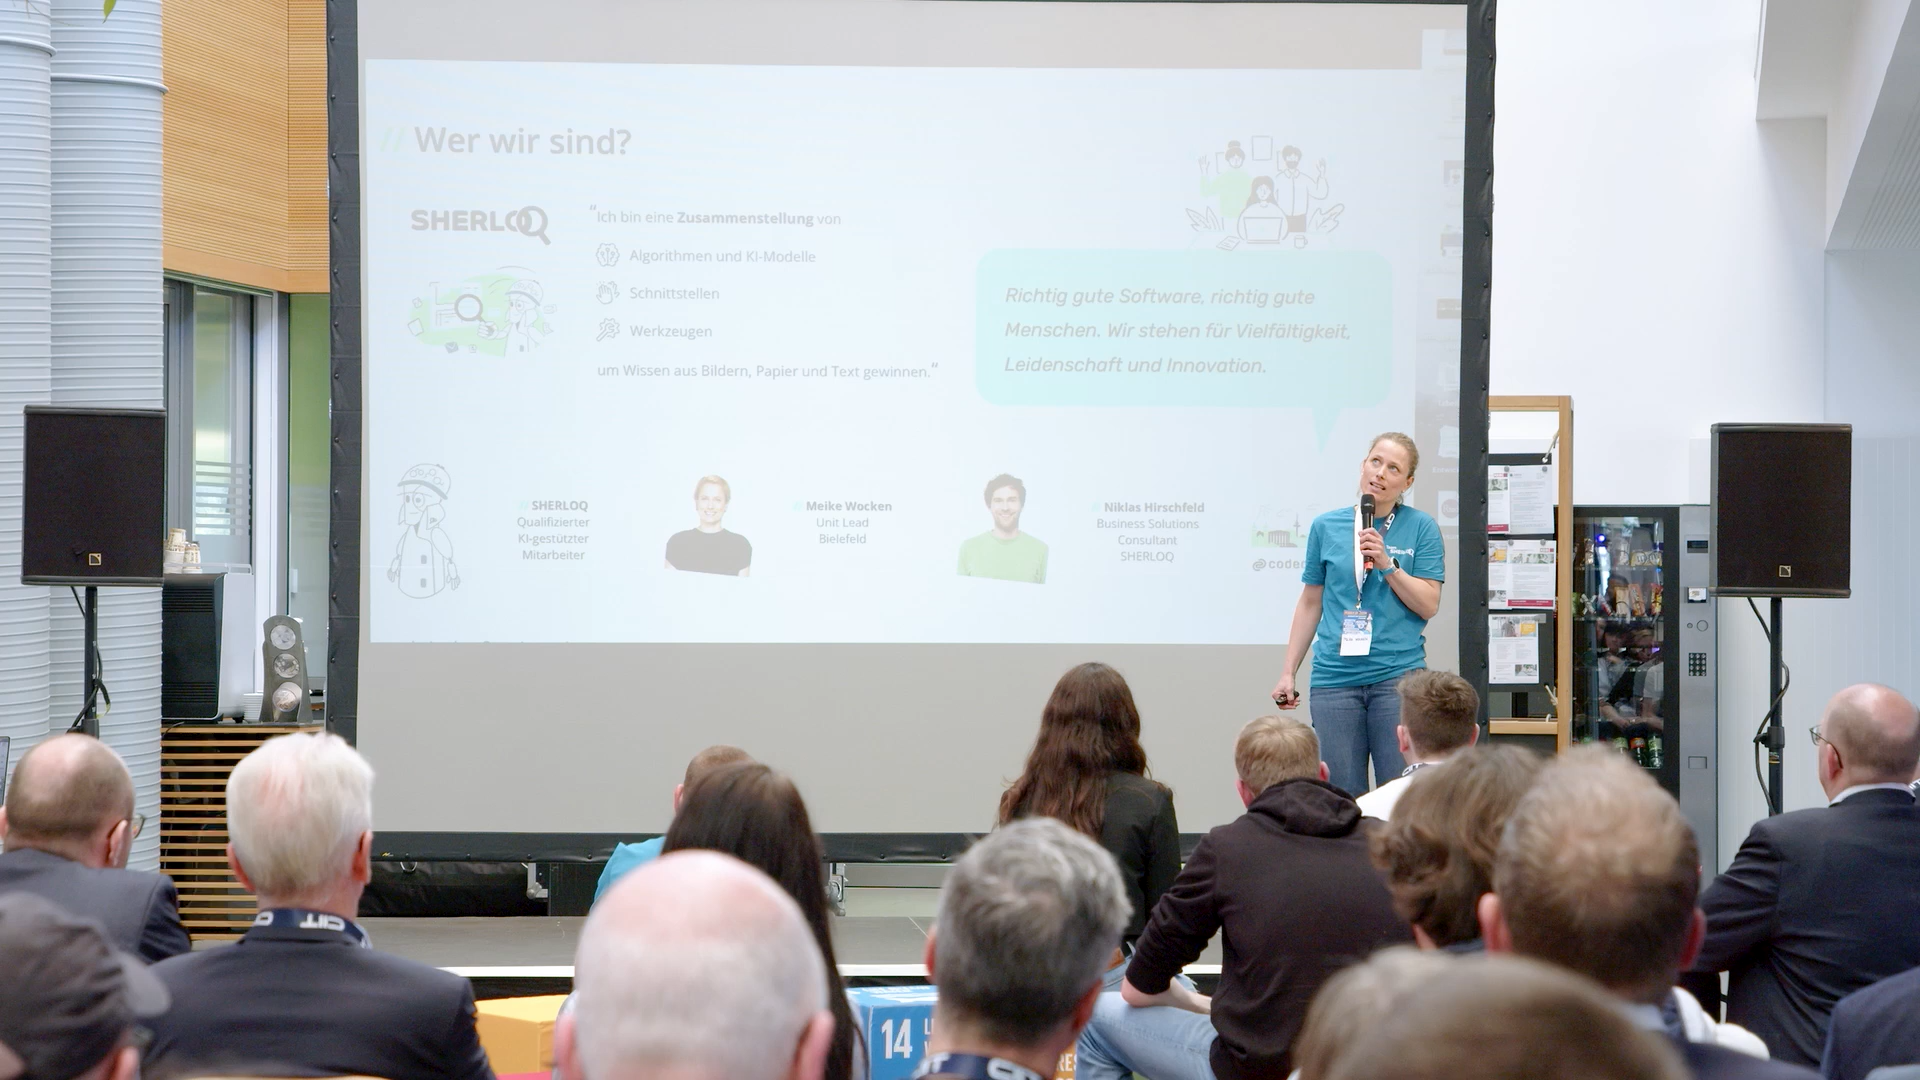 // Wer wir sind?
SHERLOQ
“Ich bin eine Zusammenstellung von
Algorithmen und KI-Modelle
Schnittstellen
Werkzeugen
um Wissen aus Bildern, Papier und Text gewinnen.”
Richtig gute Software, richtig gute
Menschen. Wir stehen für Vielfältigkeit,
Leidenschaft und Innovation.
// SHERLOQ
Qualifizierter
KI-gestützter
Mitarbeiter
// Meike Wocken
Unit Lead
Bielefeld
// Niklas Hirschfeld
Business Solutions
Consultant
SHERLOQ
14